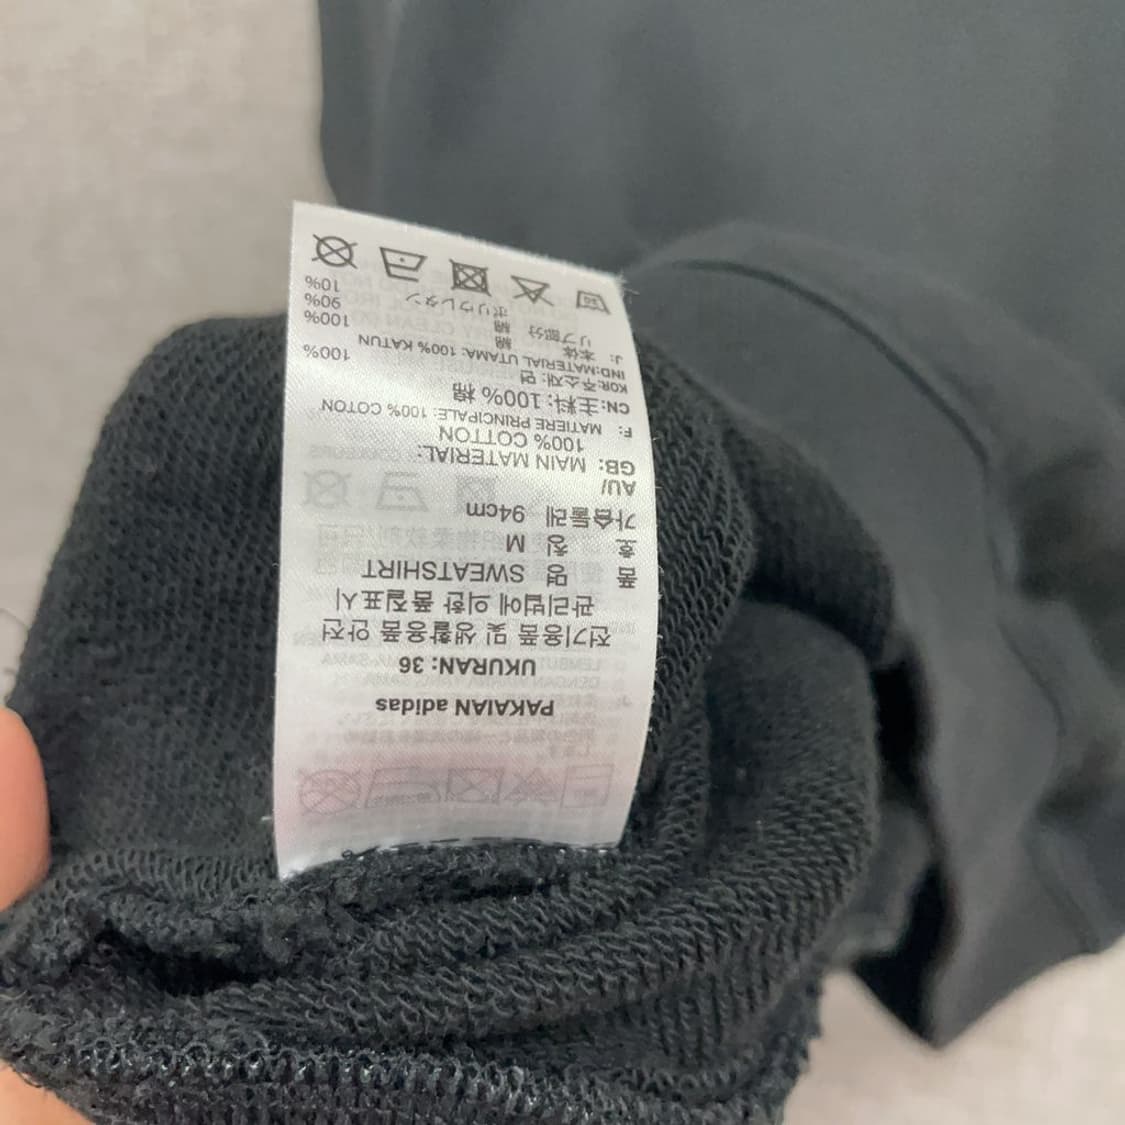 PAKAIAN adidas
UKURAN: 36
전기용품 및 생활용품 안전
관리법에 의한 품질표시
품 명 SWEATSHIRT
호 칭 M
가슴둘레 94cm
AU/
GB: MAIN MATERIAL:
100% COTTON
F: MATIERE PRINCIPALE: 100% COTON
CN: 主料: 100% 棉
KOR:주소재: 면 100%
IND:MATERIAL UTAMA: 100% KATUN
J: 本体 綿 100%
リブ部分 綿 90%
ポリウレタン 10%